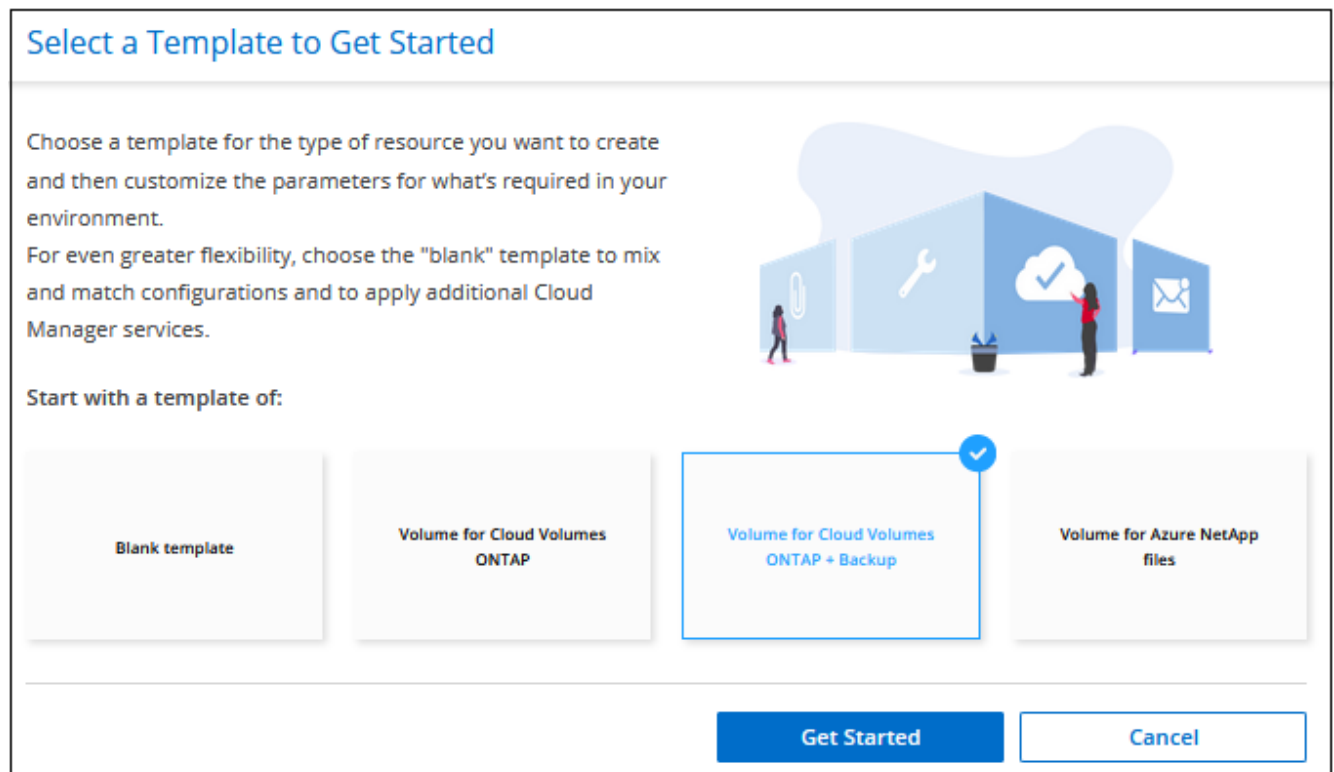 Select a Template to Get Started
Choose a template for the type of resource you want to create
and then customize the parameters for what's required in your
environment.
For even greater flexibility, choose the "blank" template to mix
and match configurations and to apply additional Cloud
Manager services.
Start with a template of:
Blank template
Volume for Cloud Volumes
ONTAP
Volume for Cloud Volumes
ONTAP + Backup
Volume for Azure NetApp
files
Get Started
Cancel